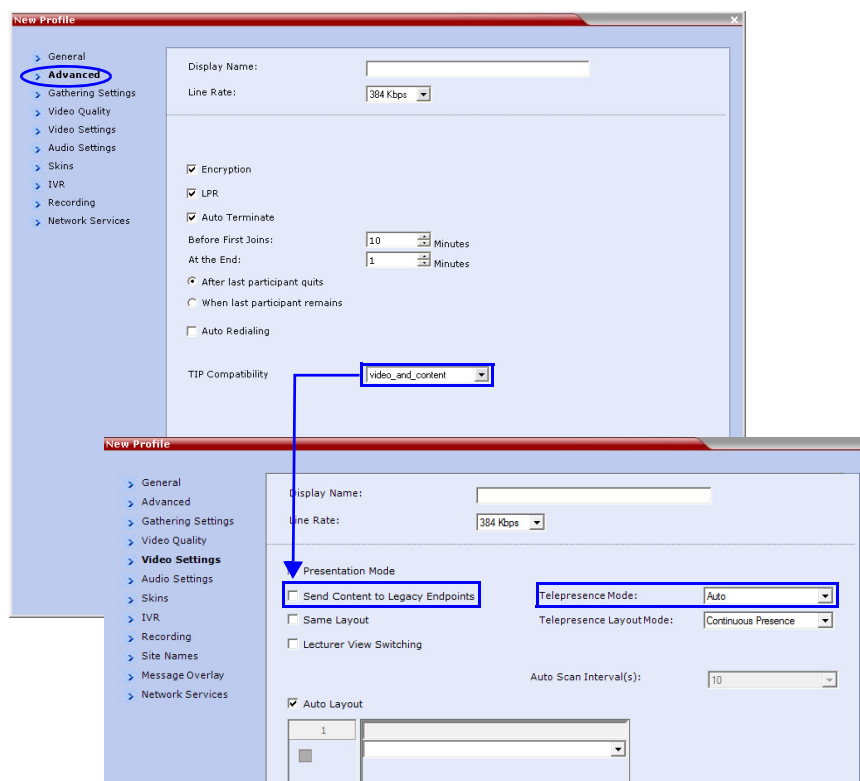 New Profile
General
Advanced
Gathering Settings
Video Quality
Video Settings
Audio Settings
Skins
IVR
Recording
Network Services
Display Name:
Line Rate: 384 Kbps
Encryption
LPR
Auto Terminate
Before First Joins: 10 Minutes
At the End: 1 Minutes
After last participant quits
When last participant remains
Auto Redialing
TIP Compatibility video_and_content
New Profile
General
Advanced
Gathering Settings
Video Quality
Video Settings
Audio Settings
Skins
IVR
Recording
Site Names
Message Overlay
Network Services
Display Name:
Line Rate: 384 Kbps
Presentation Mode
Send Content to Legacy Endpoints Telepresence Mode: Auto
Same Layout Telepresence Layout Mode: Continuous Presence
Lecturer View Switching
Auto Scan Interval(s): 10
Auto Layout
1